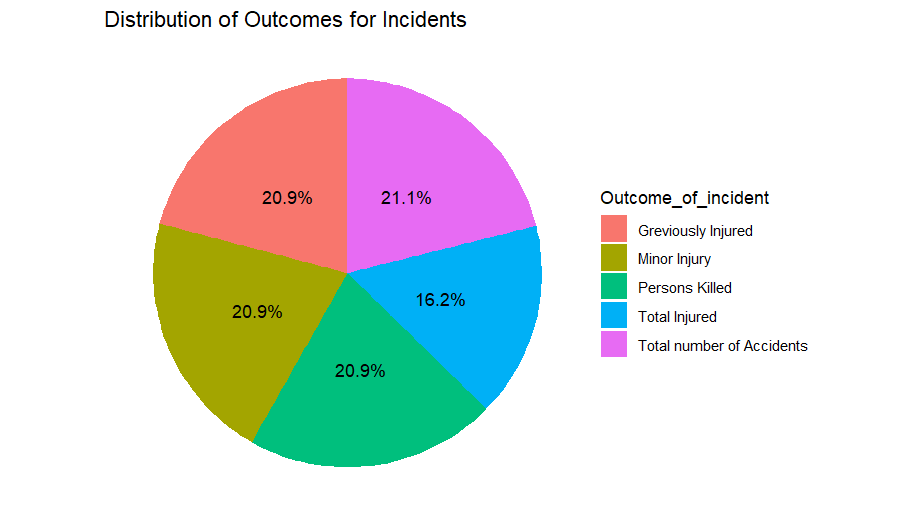 Distribution of Outcomes for Incidents
20.9%
21.1%
20.9%
16.2%
20.9%
Outcome_of_incident
Greviously Injured
Minor Injury
Persons Killed
Total Injured
Total number of Accidents